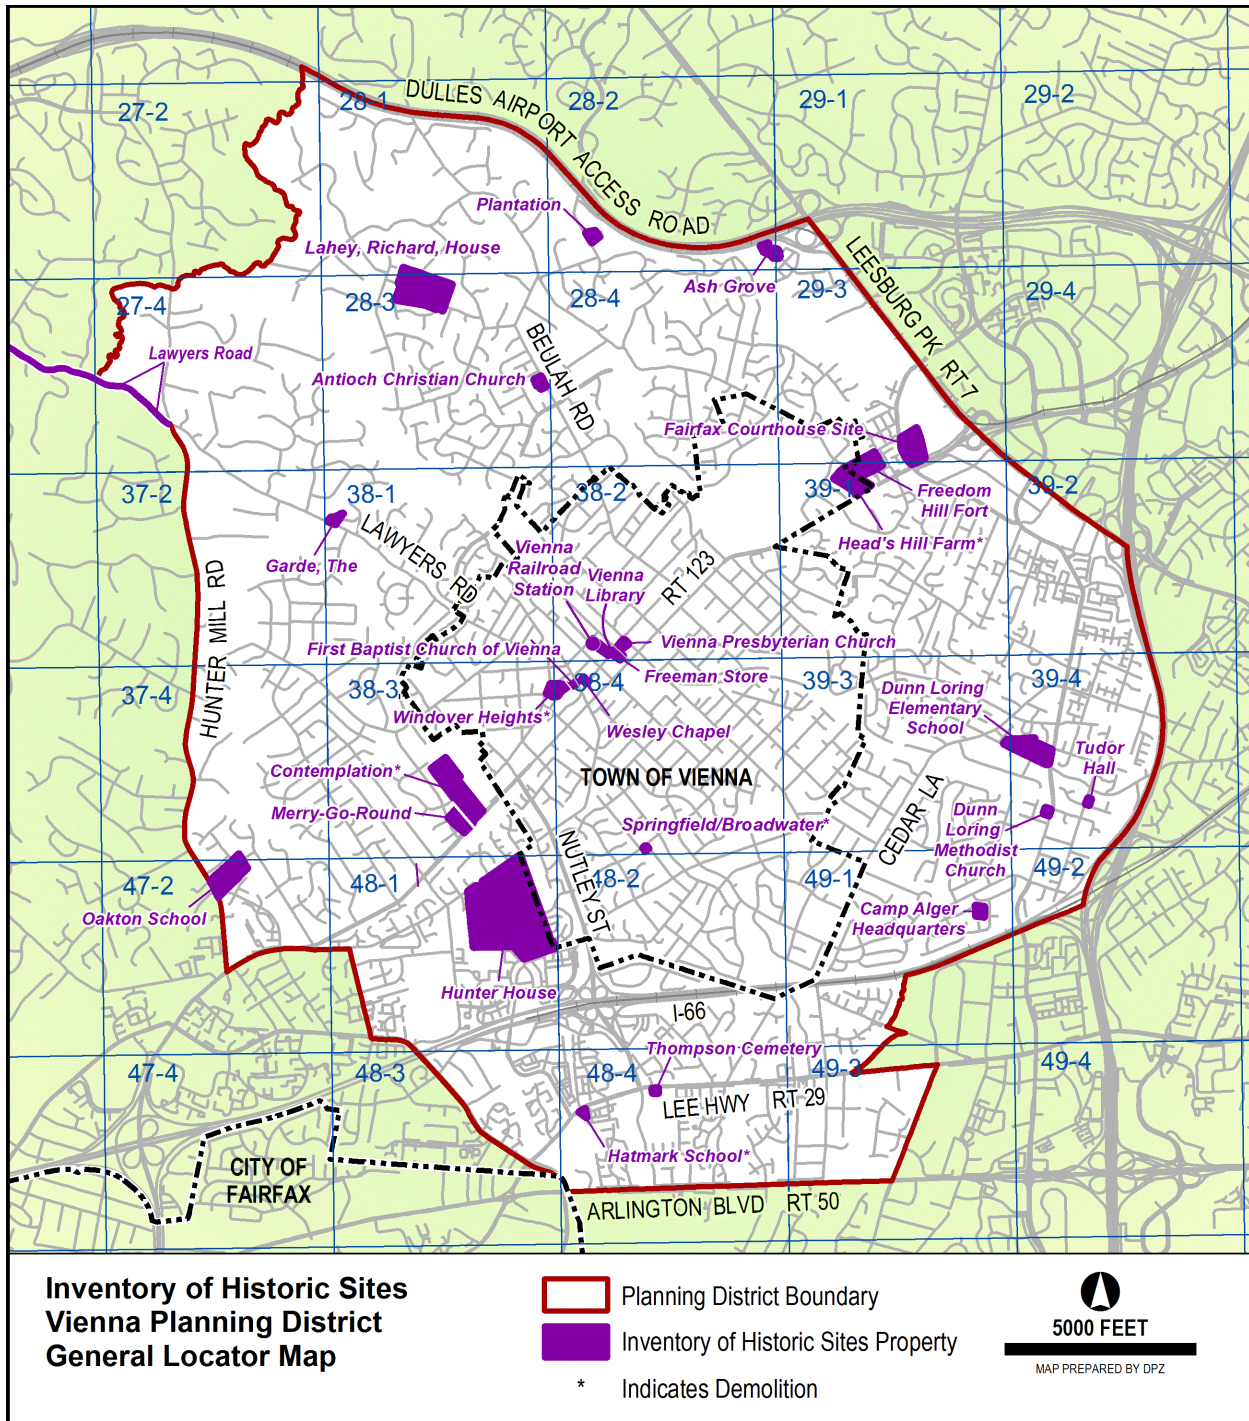 DULLES AIRPORT ACCESS ROAD
27-2
28-1
28-2
29-1
29-2
Plantation
Lahey, Richard, House
Ash Grove
LEESBURG PK RT 7
27-4
28-3
28-4
29-3
29-4
Lawyers Road
BEULAH RD
Antioch Christian Church
Fairfax Courthouse Site
37-2
38-1
38-2
39-1
39-2
Freedom
Hill Fort
Head's Hill Farm*
LAWYERS RD
Garde, The
Vienna
Railroad
Station
Vienna
Library
RT 123
HUNTER MILL RD
First Baptist Church of Vienna
Vienna Presbyterian Church
Freeman Store
37-4
38-3
38-4
39-3
39-4
Windover Heights*
Wesley Chapel
Dunn Loring
Elementary
School
Tudor
Hall
Contemplation*
TOWN OF VIENNA
Merry-Go-Round
Springfield/Broadwater*
CEDAR LA
Dunn
Loring
Methodist
Church
NUTLEY ST
47-2
48-1
48-2
49-1
49-2
Oakton School
Camp Alger
Headquarters
Hunter House
I-66
Thompson Cemetery
47-4
48-3
48-4
49-3
49-4
LEE HWY RT 29
Hatmark School*
CITY OF
FAIRFAX
ARLINGTON BLVD RT 50
Inventory of Historic Sites
Vienna Planning District
General Locator Map
Planning District Boundary
Inventory of Historic Sites Property
* Indicates Demolition
5000 FEET
MAP PREPARED BY DPZ